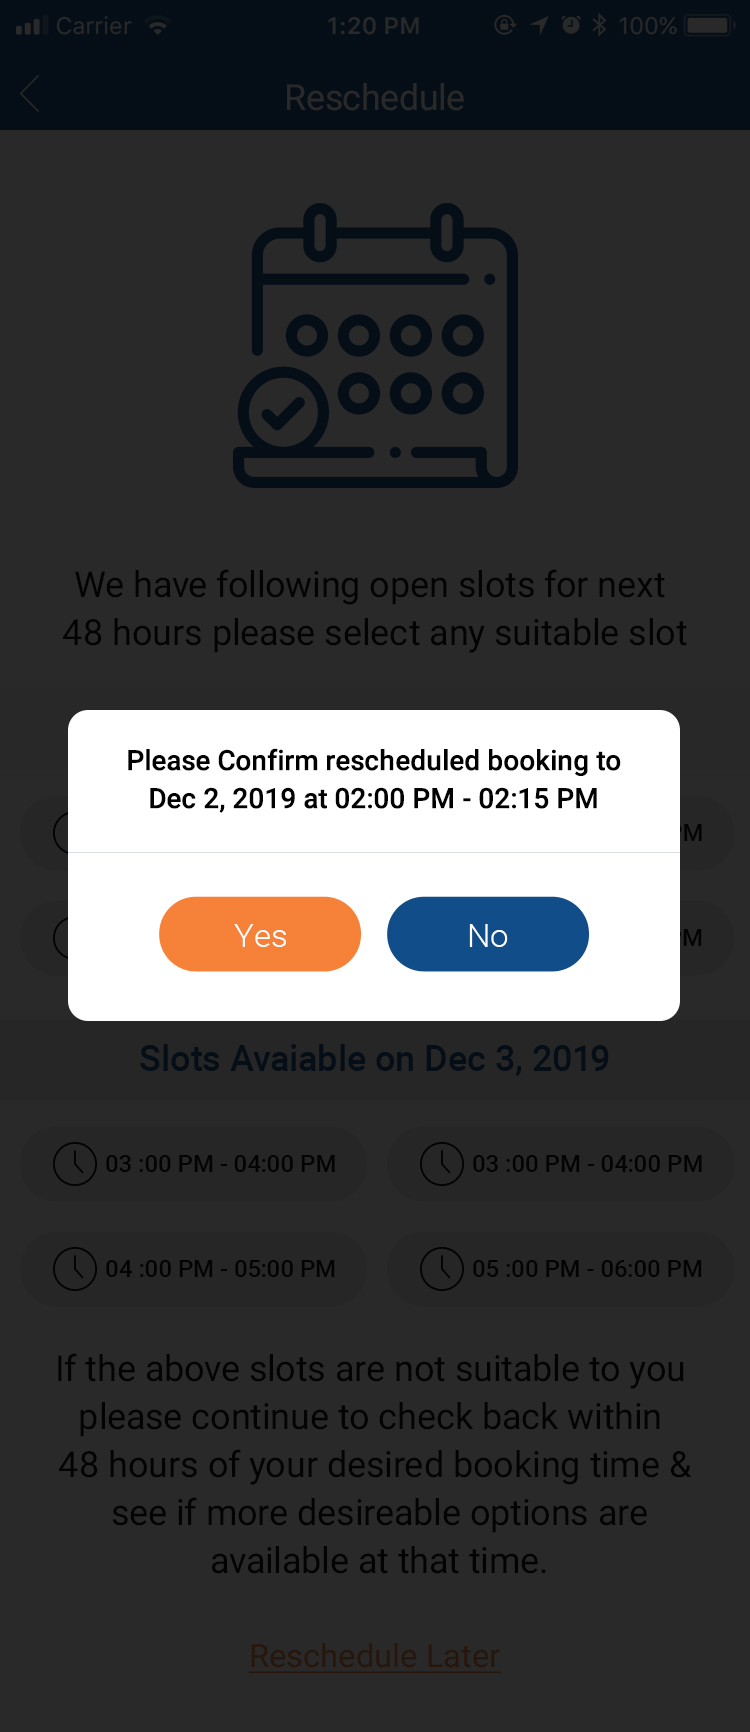 Carrier 1:20 PM 100%
Reschedule
We have following open slots for next
48 hours please select any suitable slot
Please Confirm rescheduled booking to
Dec 2, 2019 at 02:00 PM - 02:15 PM
PM
Yes No
PM
Slots Avaiable on Dec 3, 2019
03 :00 PM - 04:00 PM 03 :00 PM - 04:00 PM
04 :00 PM - 05:00 PM 05 :00 PM - 06:00 PM
If the above slots are not suitable to you
please continue to check back within
48 hours of your desired booking time &
see if more desireable options are
available at that time.
Reschedule Later